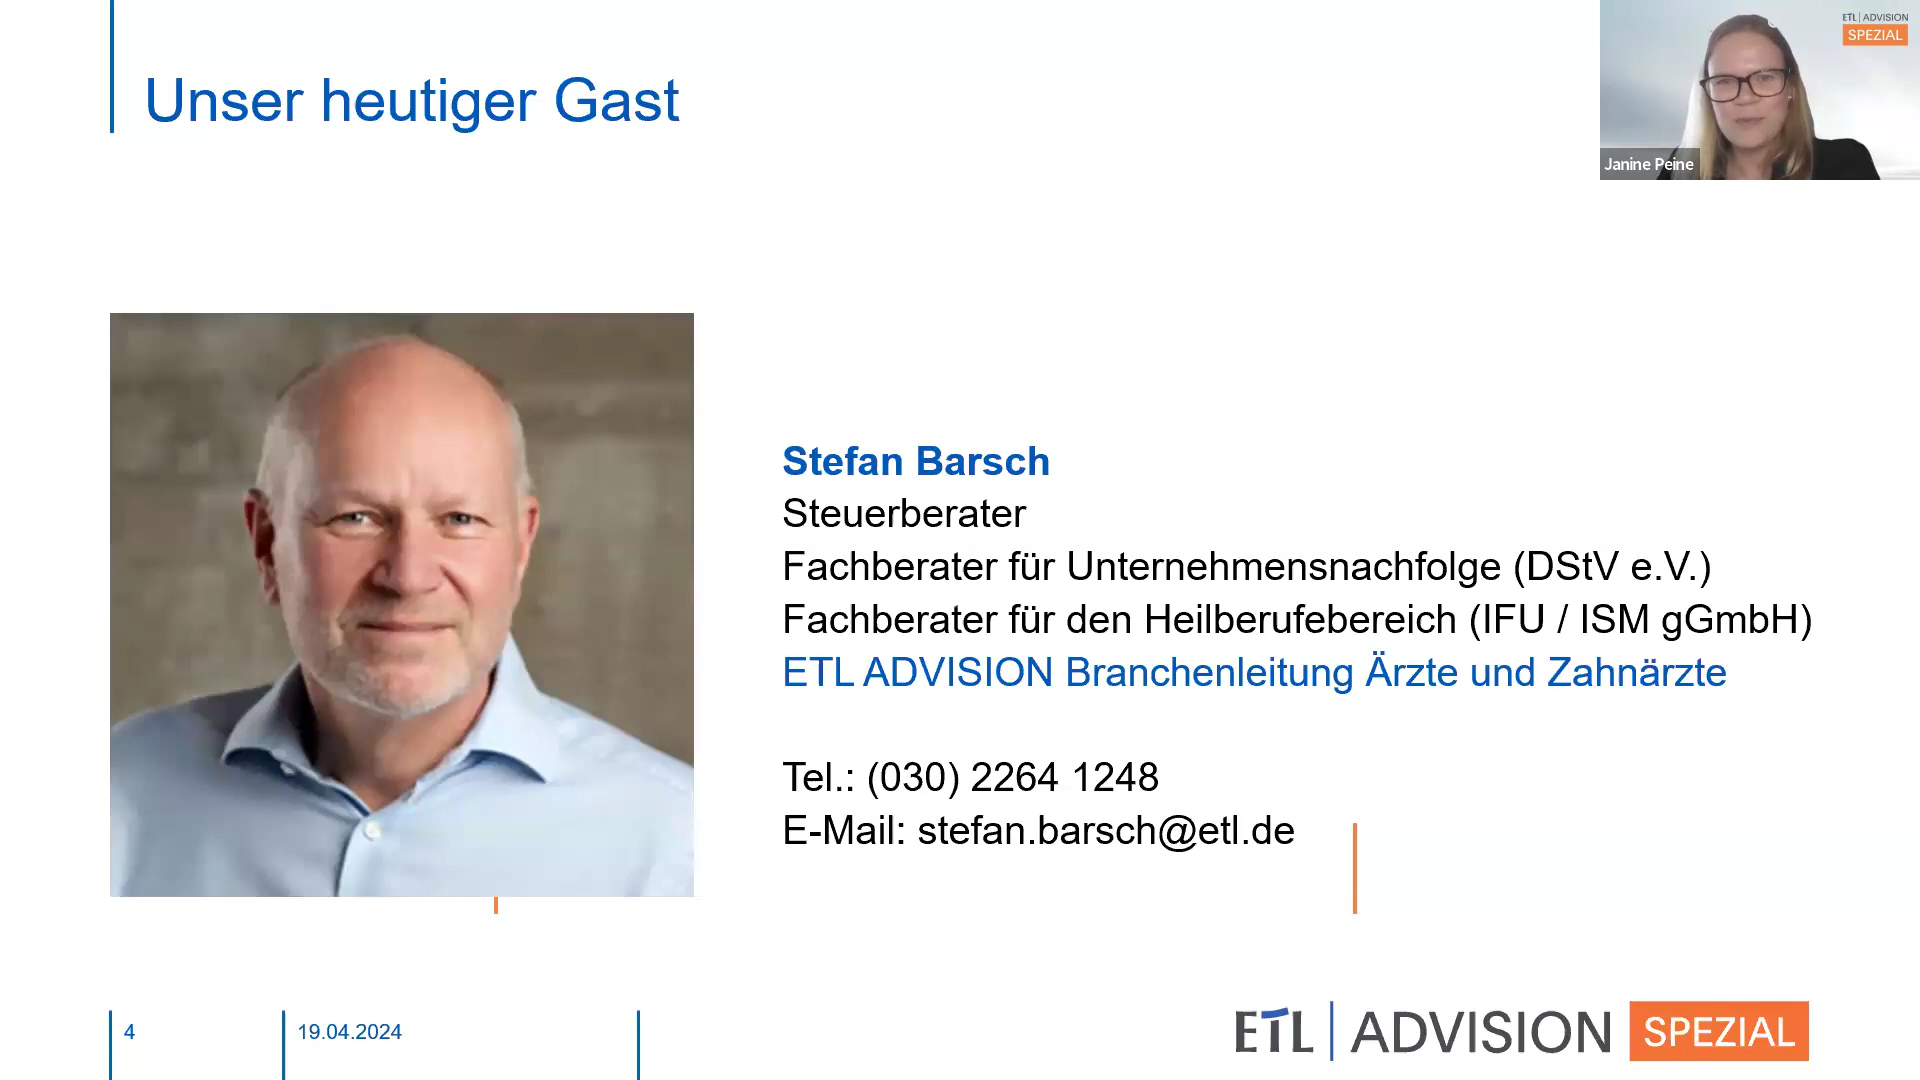 Unser heutiger Gast
ETL | ADVISION
SPEZIAL
Janine Peine
Stefan Barsch
Steuerberater
Fachberater für Unternehmensnachfolge (DStV e.V.)
Fachberater für den Heilberufebereich (IFU / ISM gGmbH)
ETL ADVISION Branchenleitung Ärzte und Zahnärzte
Tel.: (030) 2264 1248
E-Mail: stefan.barsch@etl.de
4
19.04.2024
ETL | ADVISION SPEZIAL